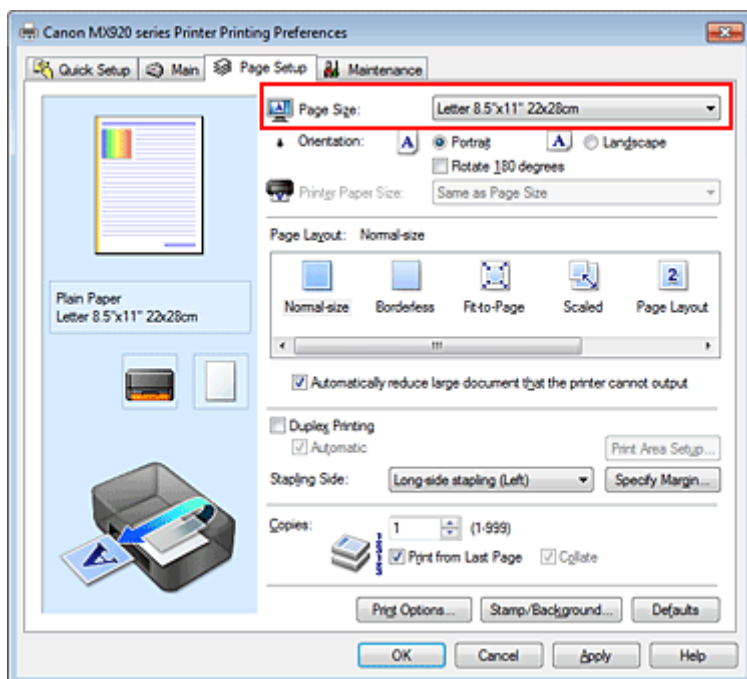 Canon MX920 series Printer Printing Preferences
Quick Setup Main Page Setup Maintenance
Page Size: Letter 8.5"x11" 22x28cm
Orientation: A Portrait A Landscape
Rotate 180 degrees
Printer Paper Size: Same as Page Size
Page Layout: Normal-size
2
Normal-size Borderless Fit-to-Page Scaled Page Layout
Plain Paper
Letter 8.5"x11" 22x28cm
Automatically reduce large document that the printer cannot output
Duplex Printing
Automatic
Print Area Setup...
Stapling Side: Long-side stapling (Left) Specify Margin...
Copies: 1 (1-999)
Print from Last Page Collate
A
Print Options... Stamp/Background... Defaults
OK Cancel Apply Help